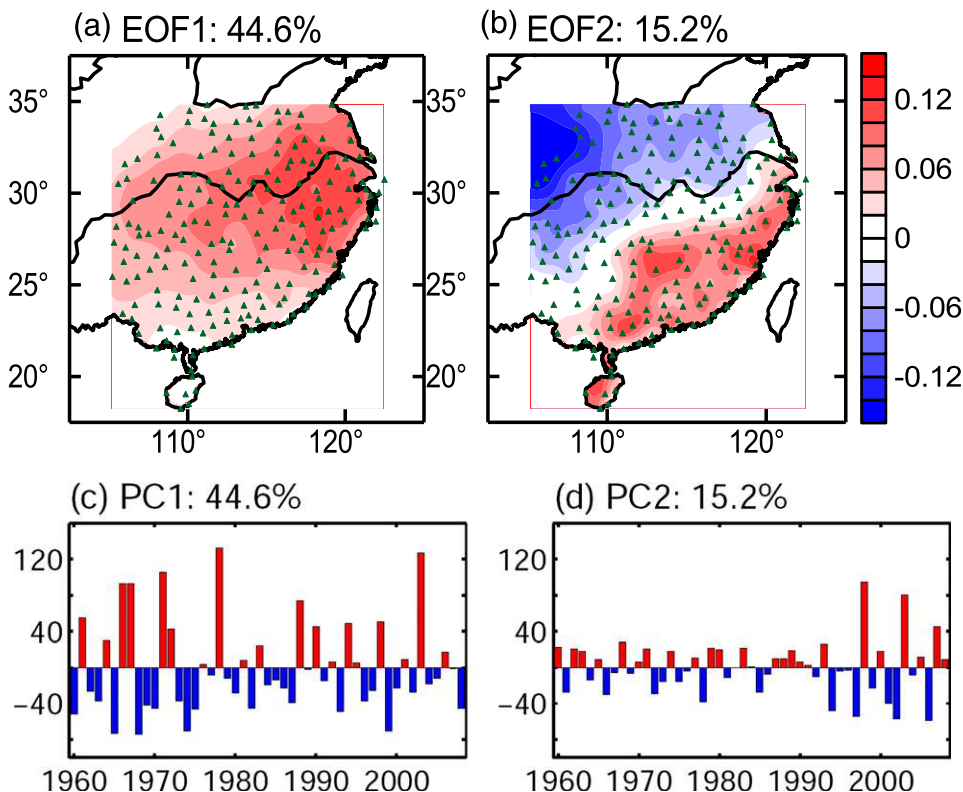 (a) EOF1: 44.6%
(b) EOF2: 15.2%
35° 35° 0.12
30° 30° 0.06
0
25° 25° -0.06
20° 20° -0.12
110° 120° 110° 120°
(c) PC1: 44.6%
(d) PC2: 15.2%
120 120
40 40
−40 −40
1960 1970 1980 1990 2000 1960 1970 1980 1990 2000